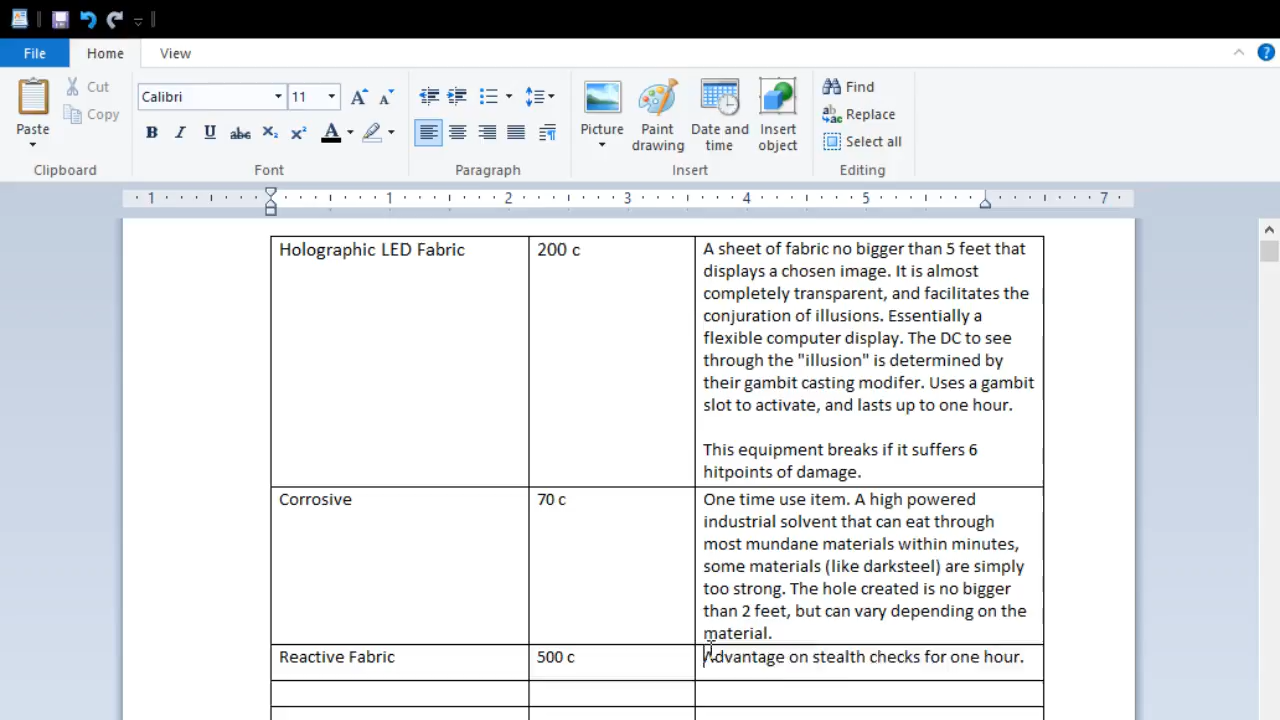 File Home View
Paste
Cut
Copy
Clipboard
Calibri 11
B I U abc X₂ X² A
Font
Paragraph
Picture
Paint drawing
Date and time
Insert object
Insert
Find
Replace
Select all
Editing
1 1 2 3 4 5 7
Holographic LED Fabric 200 c A sheet of fabric no bigger than 5 feet that
displays a chosen image. It is almost
completely transparent, and facilitates the
conjuration of illusions. Essentially a
flexible computer display. The DC to see
through the "illusion" is determined by
their gambit casting modifer. Uses a gambit
slot to activate, and lasts up to one hour.
This equipment breaks if it suffers 6
hitpoints of damage.
Corrosive 70 c One time use item. A high powered
industrial solvent that can eat through
most mundane materials within minutes,
some materials (like darksteel) are simply
too strong. The hole created is no bigger
than 2 feet, but can vary depending on the
material.
Reactive Fabric 500 c Advantage on stealth checks for one hour.